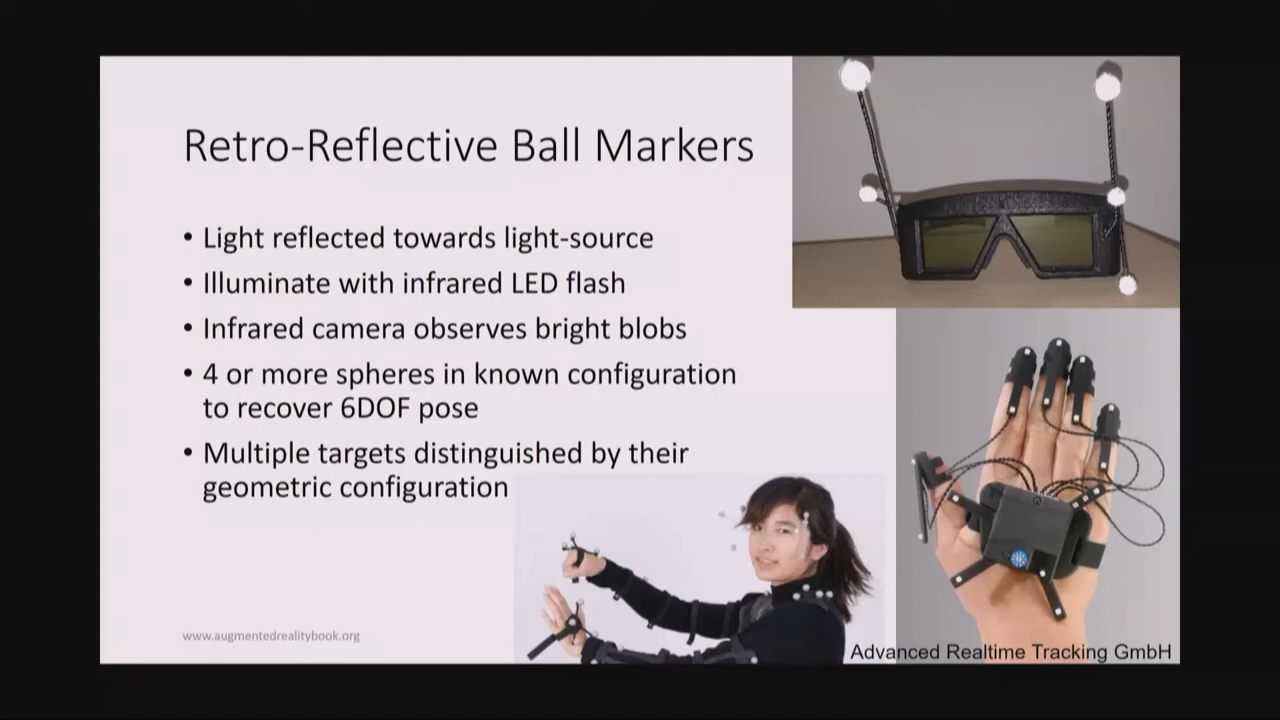 Retro-Reflective Ball Markers
• Light reflected towards light-source
• Illuminate with infrared LED flash
• Infrared camera observes bright blobs
• 4 or more spheres in known configuration
to recover 6DOF pose
• Multiple targets distinguished by their
geometric configuration
www.augmentedrealitybook.org
Advanced Realtime Tracking GmbH